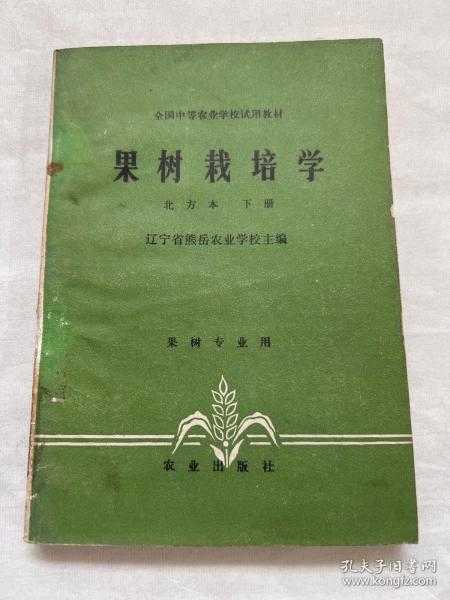 全国中等农业学校试用教材
果树栽培学
北方本 下册
辽宁省熊岳农业学校主编
果树专业用
农业出版社
孔夫子旧书网
www.kongfz.com